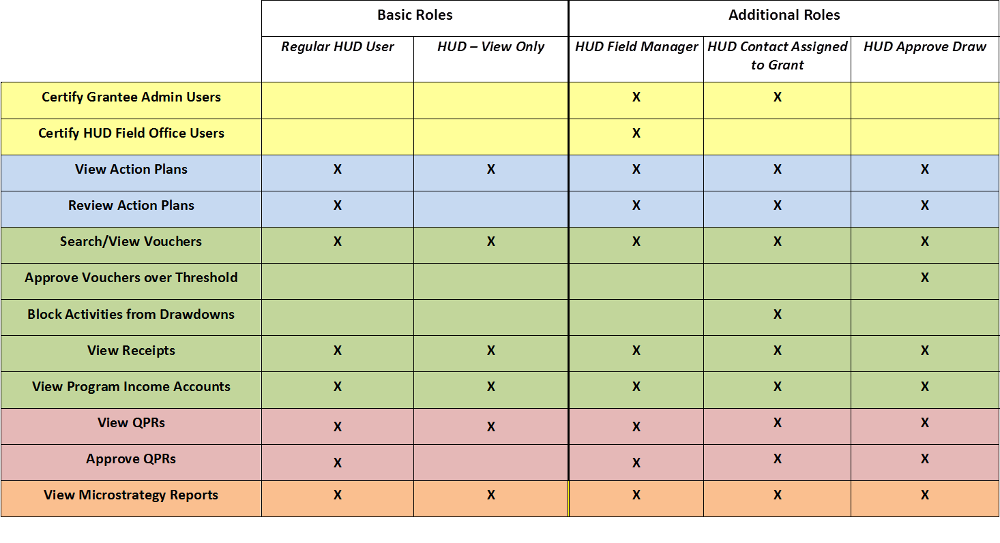 Basic Roles Additional Roles
Regular HUD User HUD – View Only HUD Field Manager HUD Contact Assigned to Grant HUD Approve Draw
Certify Grantee Admin Users X X
Certify HUD Field Office Users X
View Action Plans X X X X X
Review Action Plans X X X X
Search/View Vouchers X X X X X
Approve Vouchers over Threshold X
Block Activities from Drawdowns X
View Receipts X X X X X
View Program Income Accounts X X X X X
View QPRs X X X X X
Approve QPRs X X X X
View Microstrategy Reports X X X X X